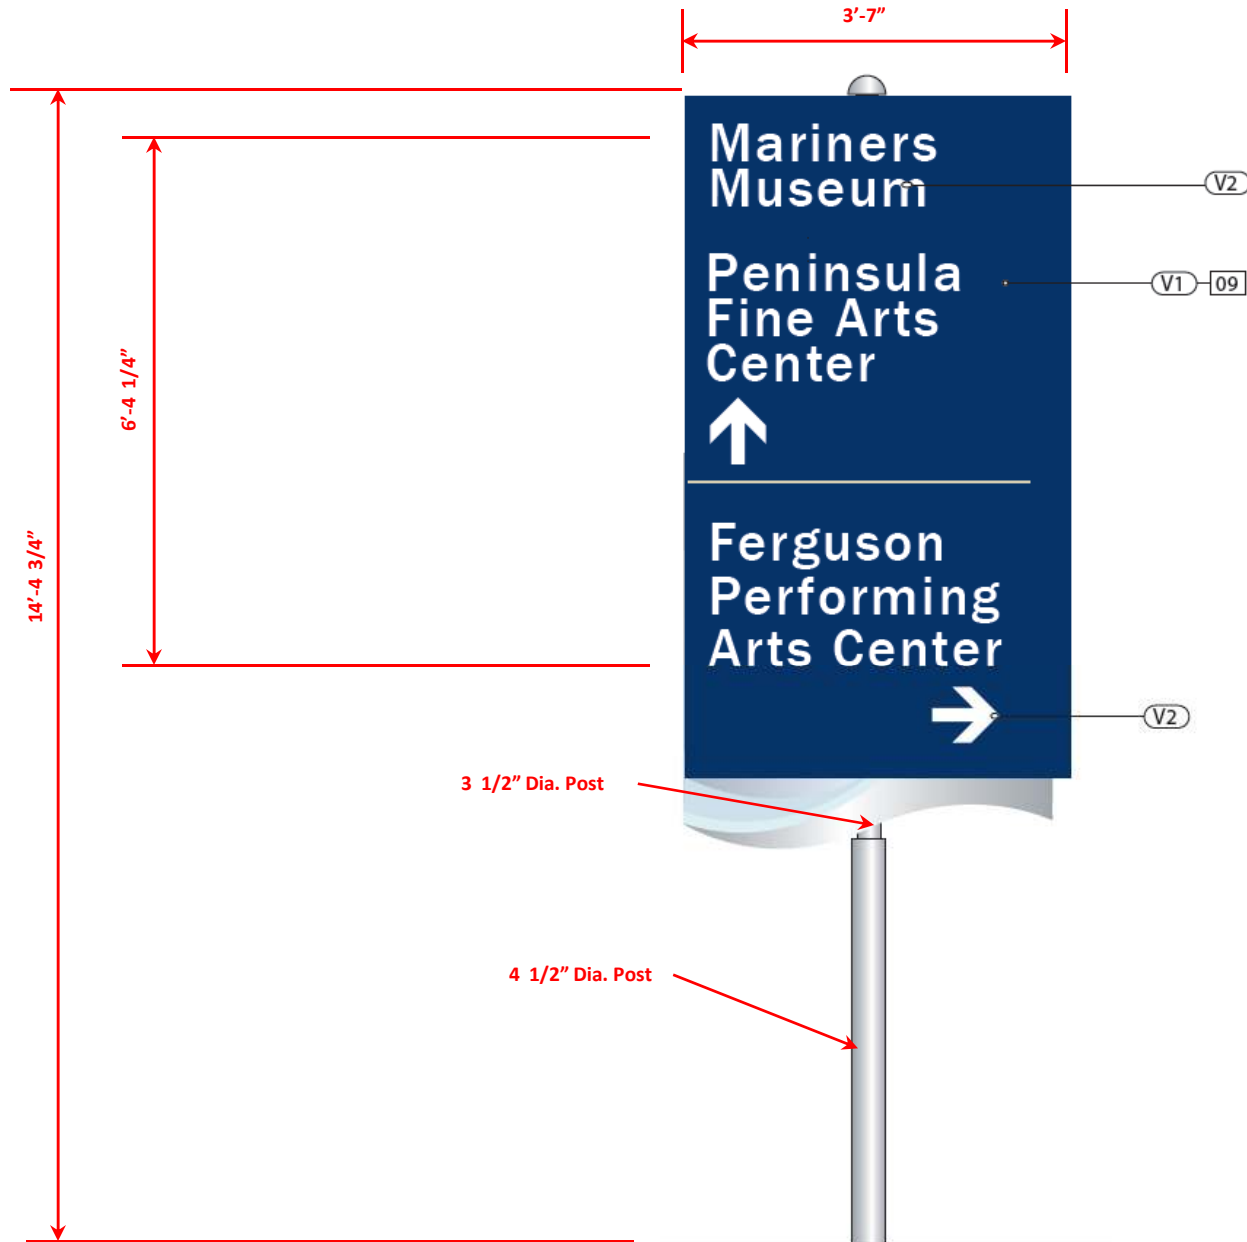 3’-7”
Mariners
Museum
V2
Peninsula
Fine Arts
Center
V1 09
6’-4 1/4”
14’-4 3/4”
Ferguson
Performing
Arts Center
V2
3 1/2” Dia. Post
4 1/2” Dia. Post